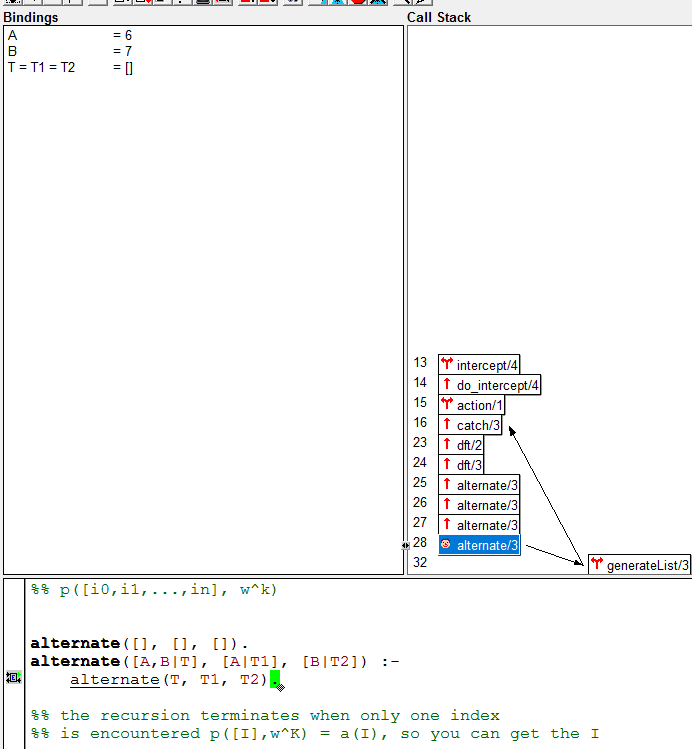 Bindings
Call Stack
A = 6
B = 7
T = T1 = T2 = []
13 intercept/4
14 do_intercept/4
15 action/1
16 catch/3
23 dft/2
24 dft/3
25 alternate/3
26 alternate/3
27 alternate/3
28 alternate/3
32 generateList/3
%% p([i0,i1,...,in], w^k)
alternate([], [], []).
alternate([A,B|T], [A|T1], [B|T2]) :-
alternate(T, T1, T2).
%% the recursion terminates when only one index
%% is encountered p([I],w^K) = a(I), so you can get the I